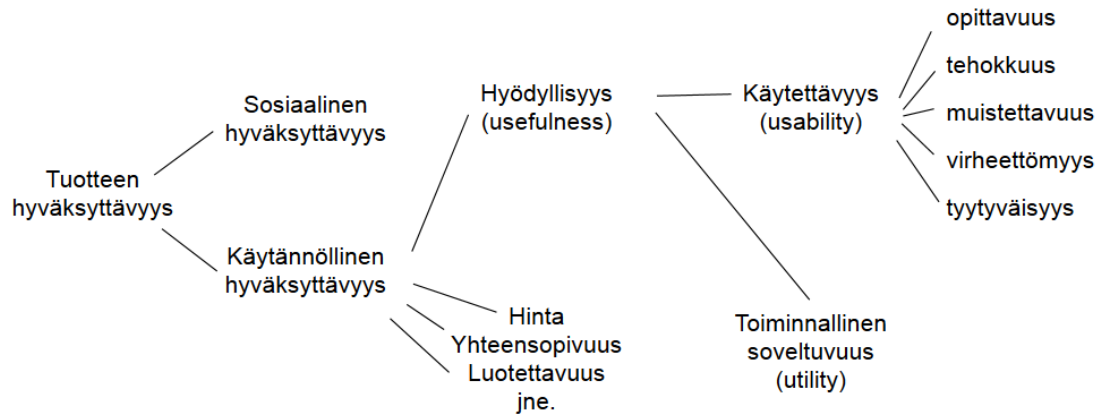 Tuotteen
hyväksyttävyys
Sosiaalinen
hyväksyttävyys
Käytännöllinen
hyväksyttävyys
Hyödyllisyys
(usefulness)
Hinta
Yhteensopivuus
Luotettavuus
jne.
Käytettävyys
(usability)
Toiminnallinen
soveltuvuus
(utility)
opittavuus
tehokkuus
muistettavuus
virheettömyys
tyytyväisyys